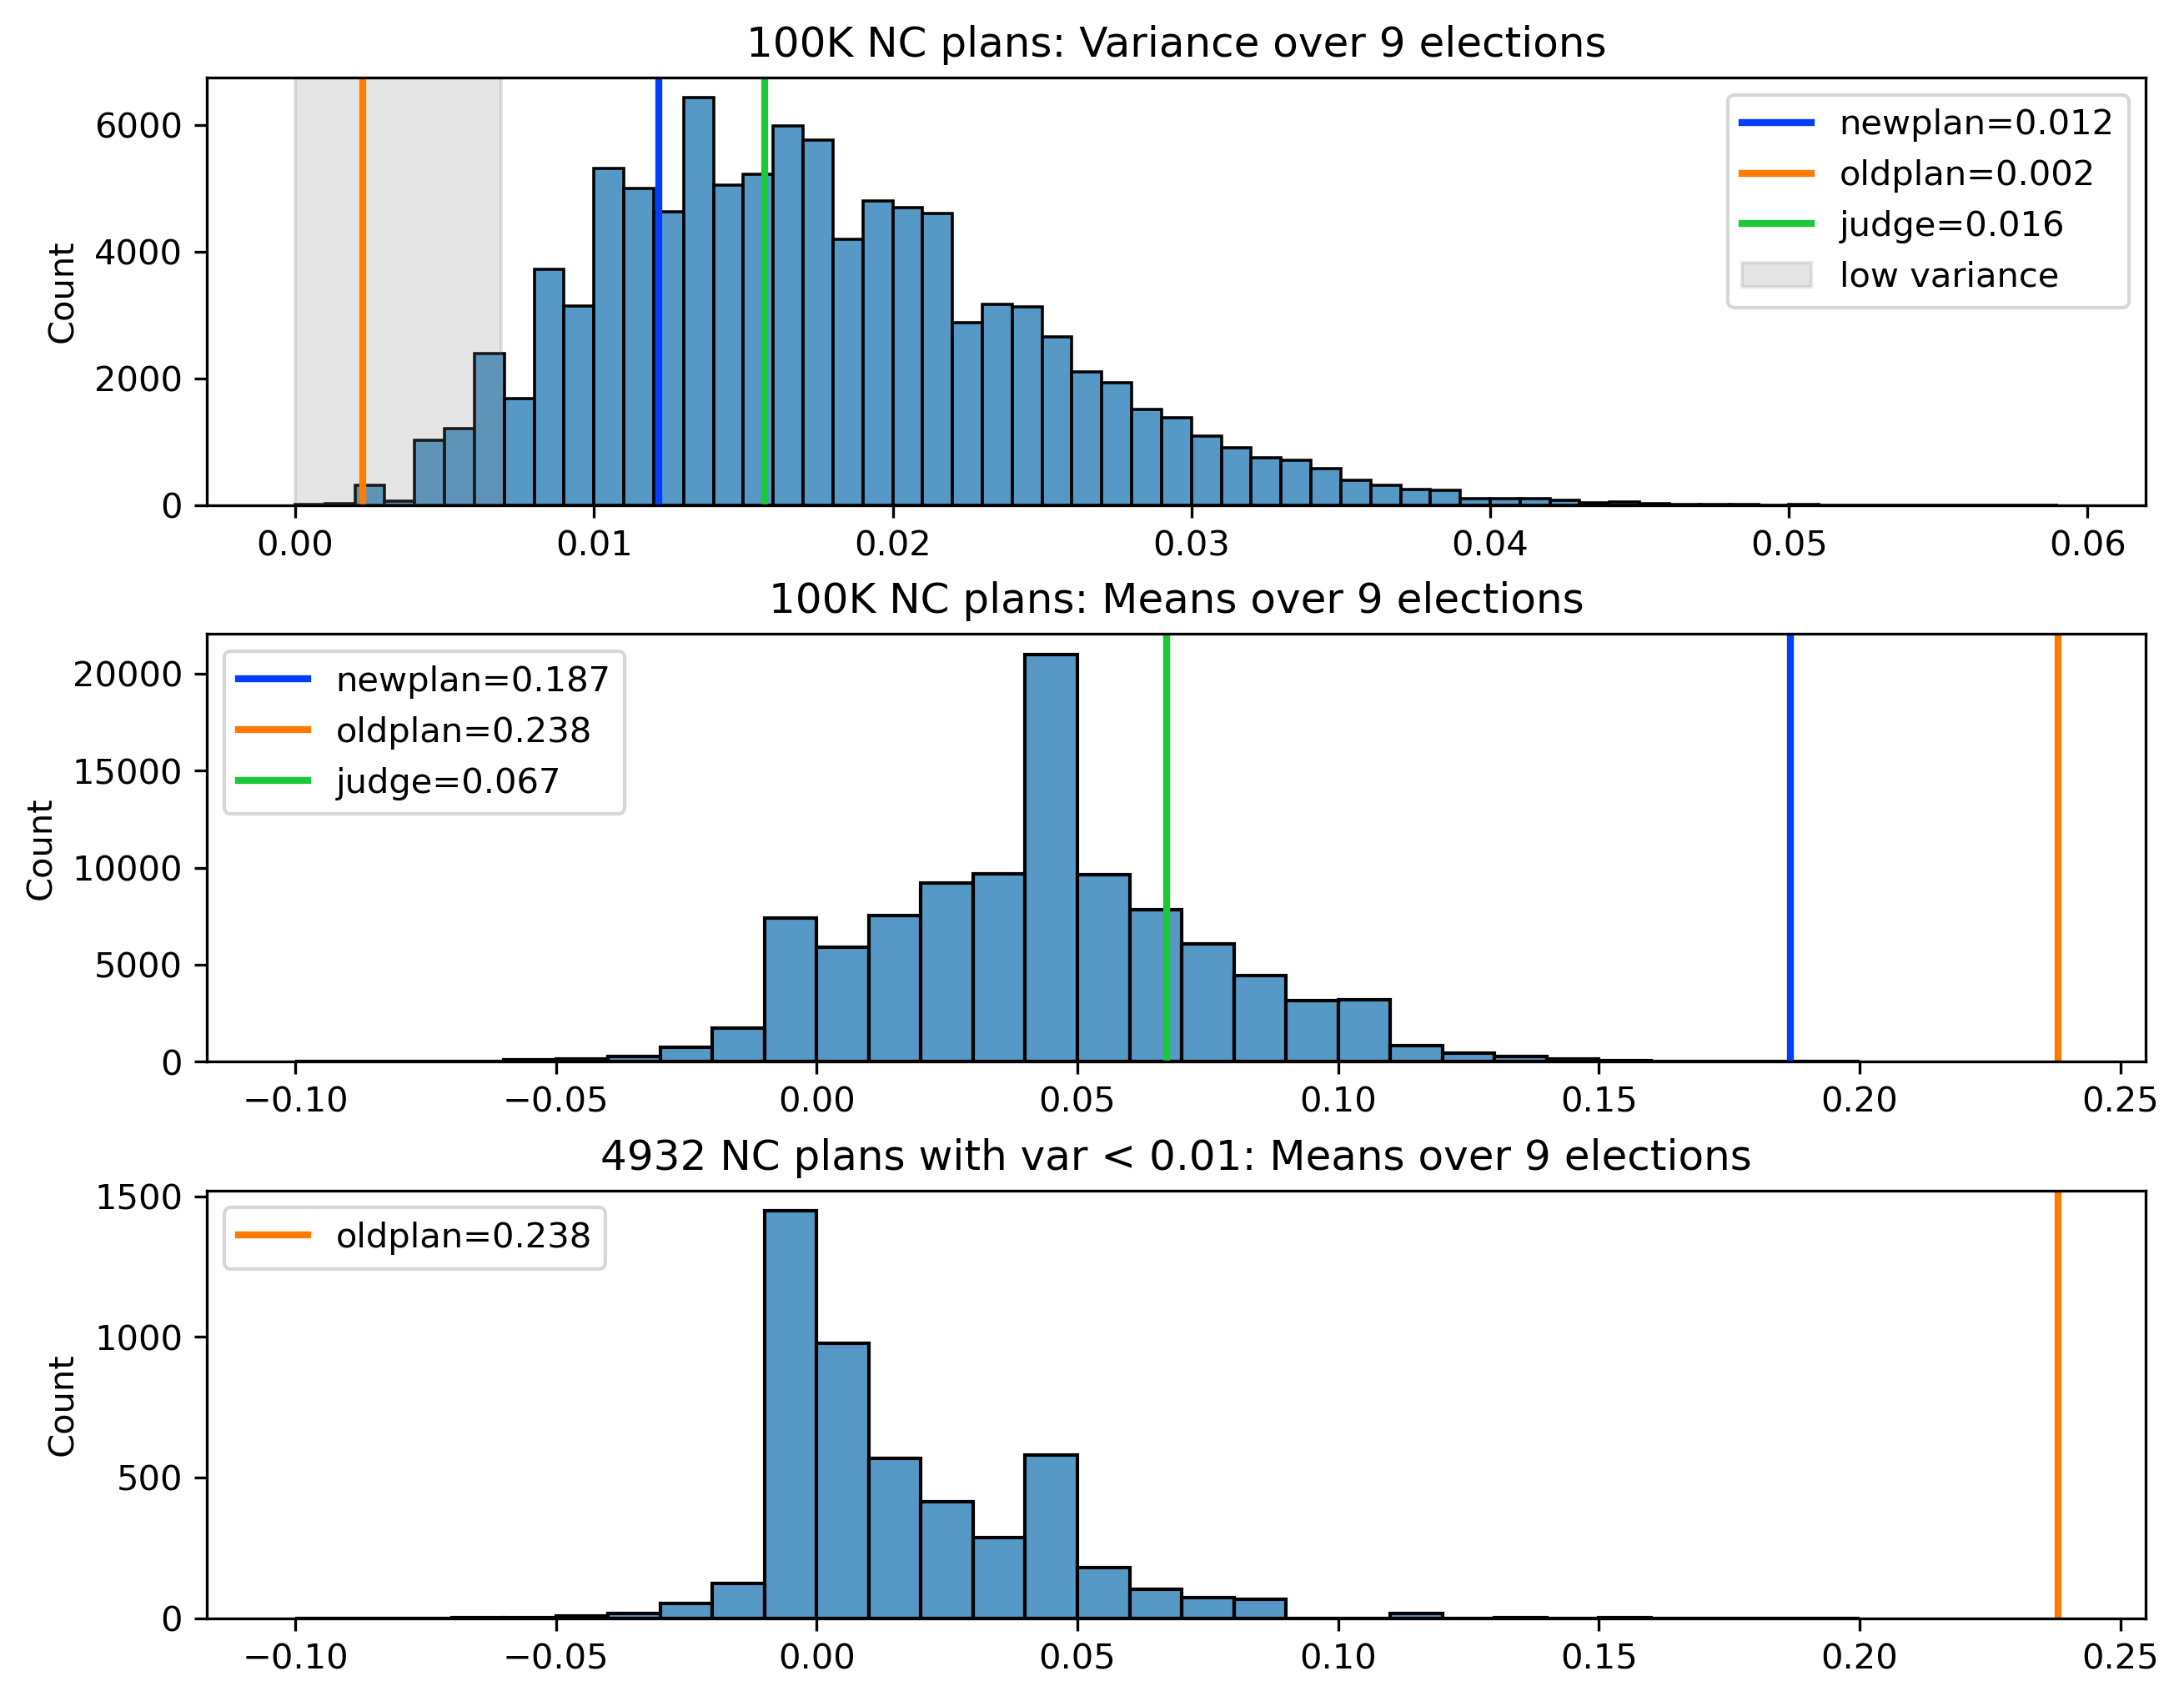 100K NC plans: Variance over 9 elections
Count
6000
4000
2000
0
newplan=0.012
oldplan=0.002
judge=0.016
low variance
0.00 0.01 0.02 0.03 0.04 0.05 0.06
100K NC plans: Means over 9 elections
Count
20000
15000
10000
5000
0
newplan=0.187
oldplan=0.238
judge=0.067
−0.10 −0.05 0.00 0.05 0.10 0.15 0.20 0.25
4932 NC plans with var < 0.01: Means over 9 elections
Count
1500
1000
500
0
oldplan=0.238
−0.10 −0.05 0.00 0.05 0.10 0.15 0.20 0.25